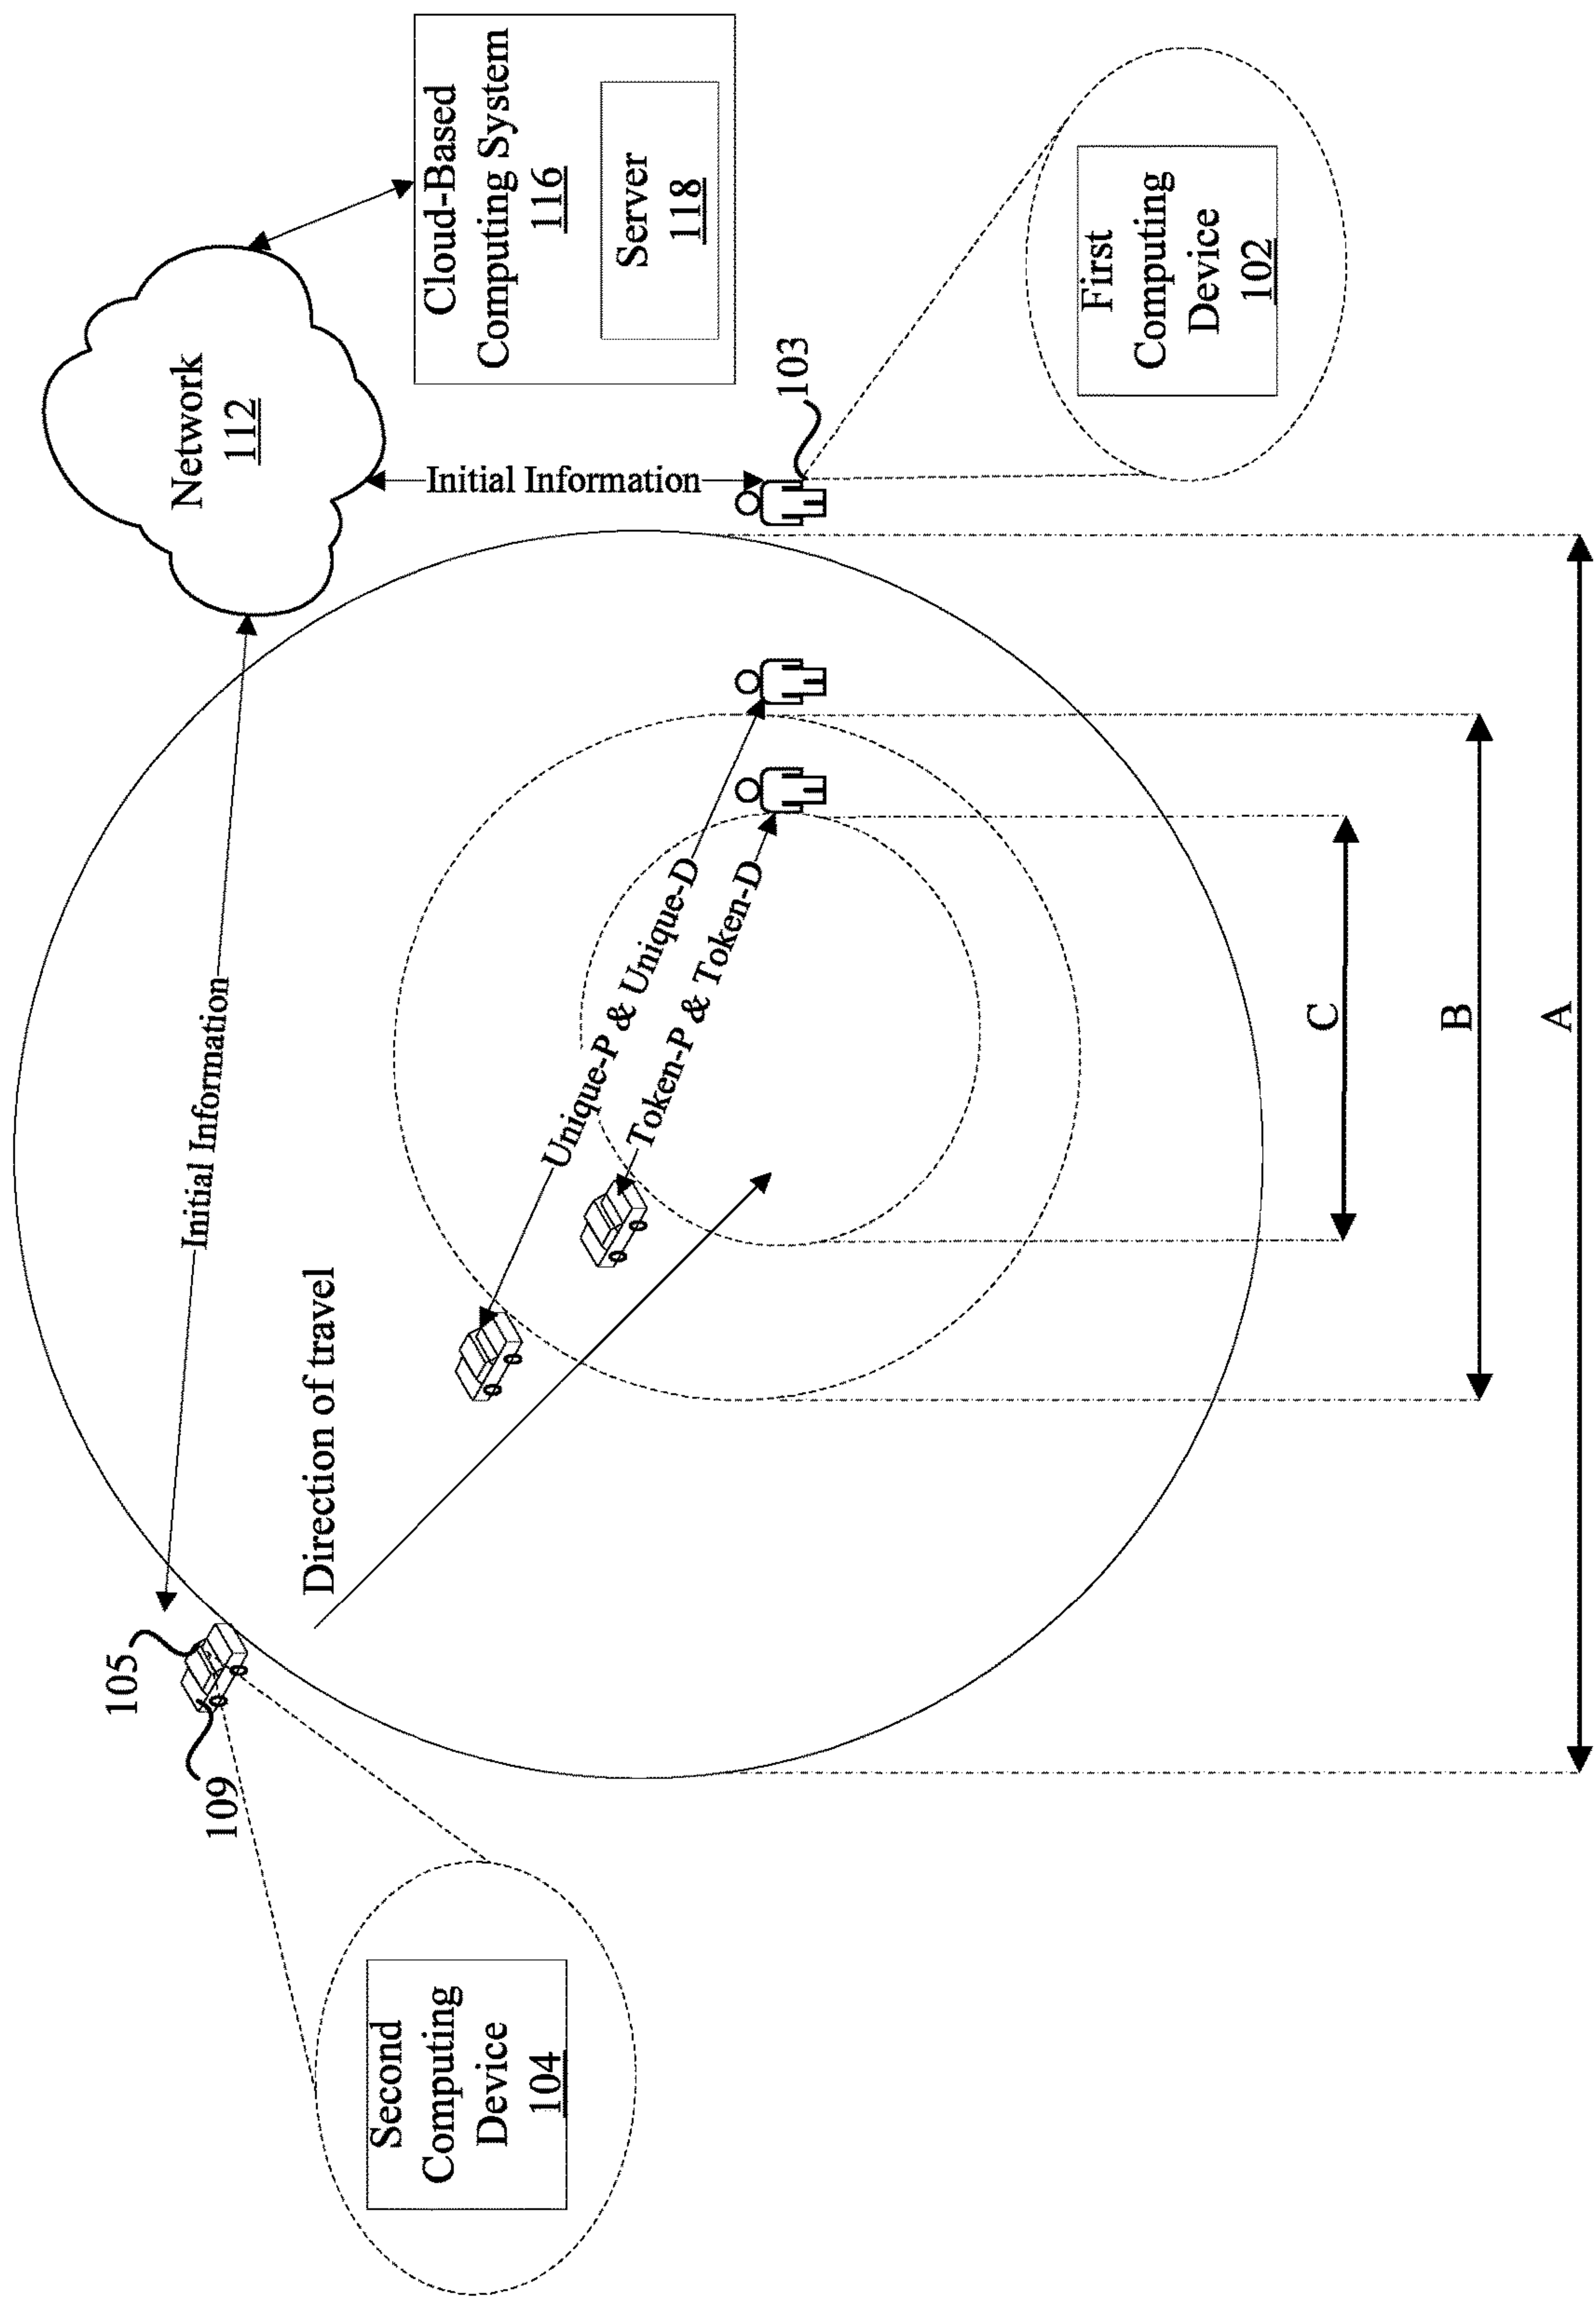 Network
112
Cloud-Based
Computing System
116
Server
118
Initial Information
103
First
Computing
Device
102
Initial Information
Unique-P & Unique-D
Token-P & Token-D
Direction of travel
105
109
Second
Computing
Device
104
C
B
A